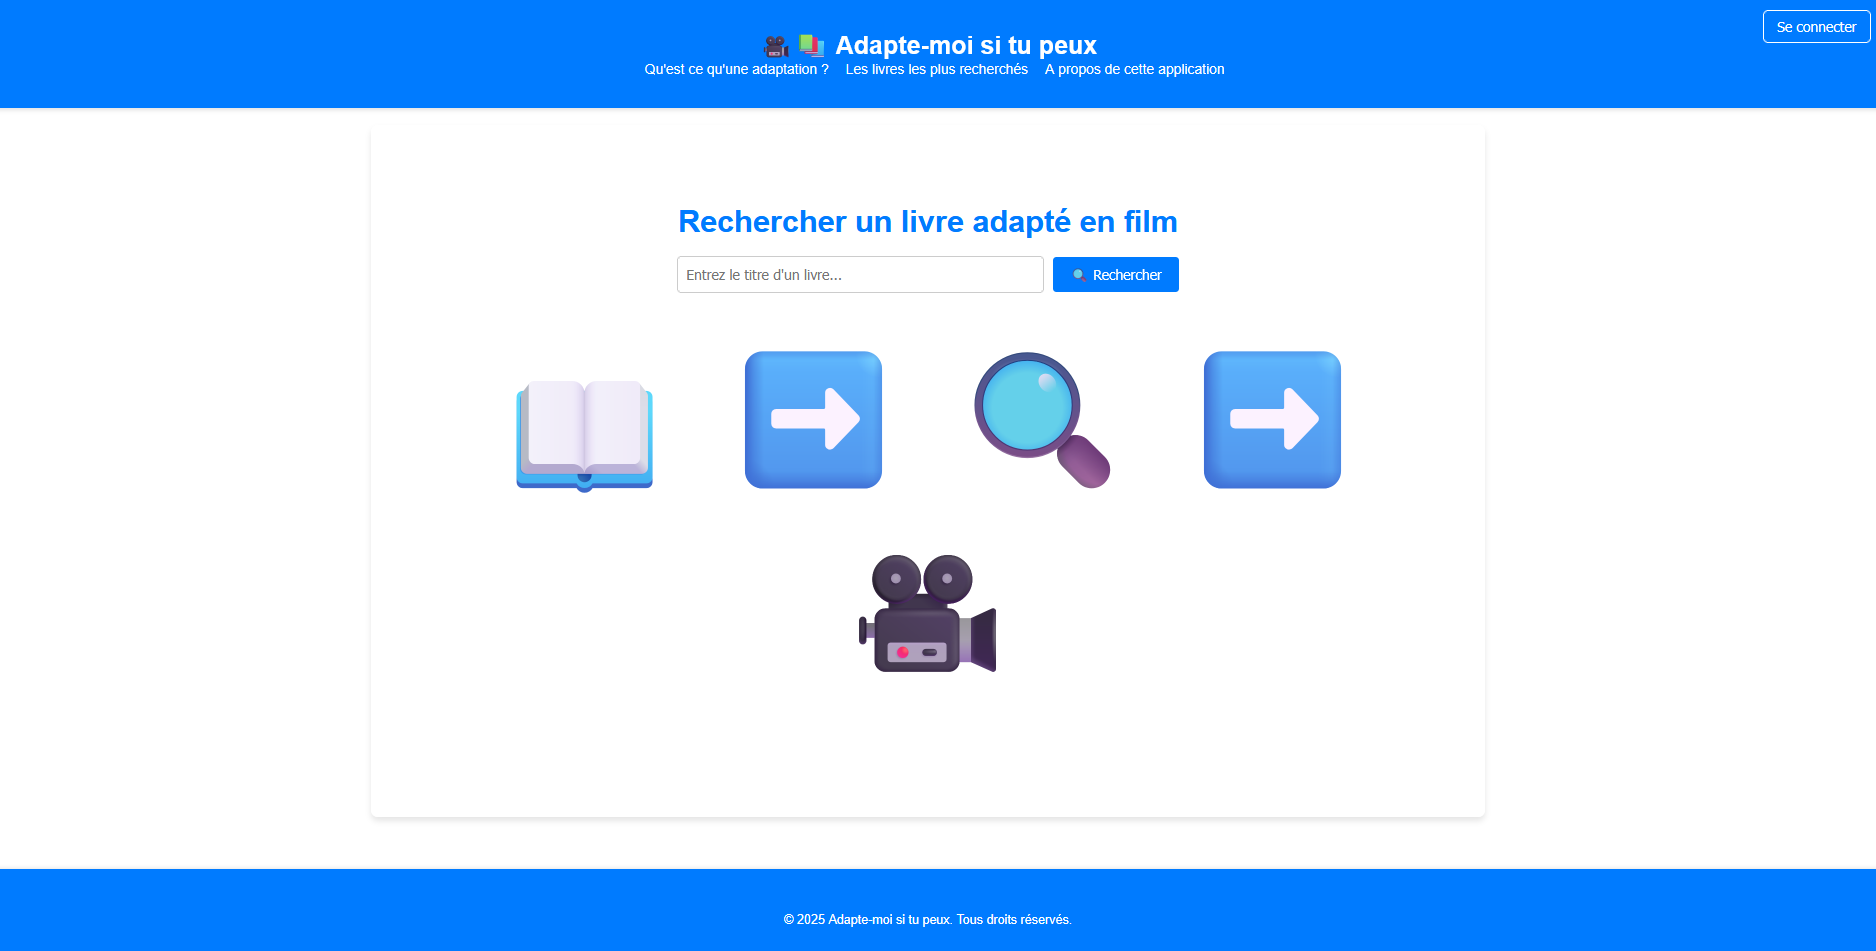 Se connecter
Adapte-moi si tu peux
Qu'est ce qu'une adaptation ? Les livres les plus recherchés A propos de cette application
Rechercher un livre adapté en film
Entrez le titre d'un livre... Rechercher
© 2025 Adapte-moi si tu peux. Tous droits réservés.